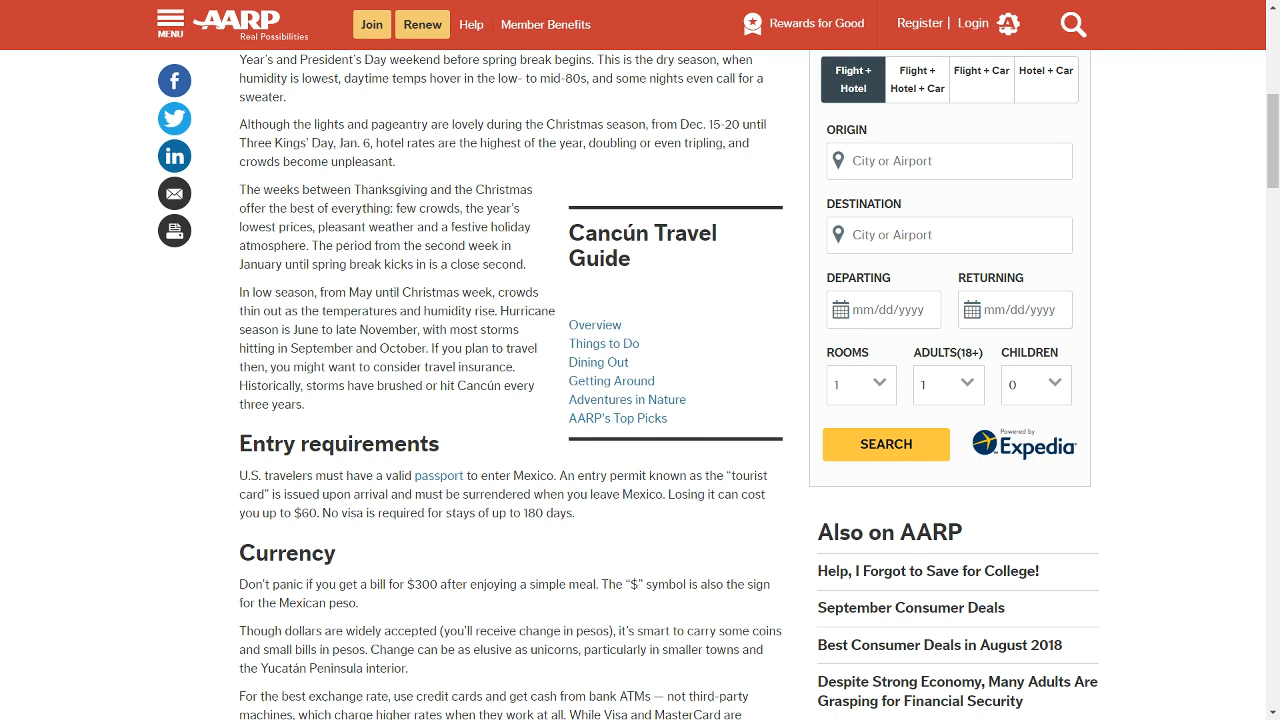 MENU
AARP
Real Possibilities
Join
Renew
Help
Member Benefits
Rewards for Good
Register |
Login
Year's and President's Day weekend before spring break begins. This is the dry season, when
humidity is lowest, daytime temps hover in the low- to mid-80s, and some nights even call for a
sweater.
Although the lights and pageantry are lovely during the Christmas season, from Dec. 15-20 until
Three Kings' Day, Jan. 6, hotel rates are the highest of the year, doubling or even tripling, and
crowds become unpleasant.
The weeks between Thanksgiving and the Christmas
offer the best of everything: few crowds, the year's
lowest prices, pleasant weather and a festive holiday
atmosphere. The period from the second week in
January until spring break kicks in is a close second.
In low season, from May until Christmas week, crowds
thin out as the temperatures and humidity rise. Hurricane
season is June to late November, with most storms
hitting in September and October. If you plan to travel
then, you might want to consider travel insurance.
Historically, storms have brushed or hit Cancún every
three years.
Cancún Travel
Guide
Overview
Things to Do
Dining Out
Getting Around
Adventures in Nature
AARP's Top Picks
Entry requirements
U.S. travelers must have a valid passport to enter Mexico. An entry permit known as the “tourist
card” is issued upon arrival and must be surrendered when you leave Mexico. Losing it can cost
you up to $60. No visa is required for stays of up to 180 days.
Currency
Don't panic if you get a bill for $300 after enjoying a simple meal. The “$” symbol is also the sign
for the Mexican peso.
Though dollars are widely accepted (you'll receive change in pesos), it's smart to carry some coins
and small bills in pesos. Change can be as elusive as unicorns, particularly in smaller towns and
the Yucatán Peninsula interior.
For the best exchange rate, use credit cards and get cash from bank ATMs — not third-party
machines, which charge higher rates when they work at all. While Visa and MasterCard are
Flight +
Hotel
Flight +
Hotel + Car
Flight + Car
Hotel + Car
ORIGIN
City or Airport
DESTINATION
City or Airport
DEPARTING
RETURNING
mm/dd/yyyy
mm/dd/yyyy
ROOMS
ADULTS(18+)
CHILDREN
1
1
0
SEARCH
Powered by
Expedia
Also on AARP
Help, I Forgot to Save for College!
September Consumer Deals
Best Consumer Deals in August 2018
Despite Strong Economy, Many Adults Are
Grasping for Financial Security